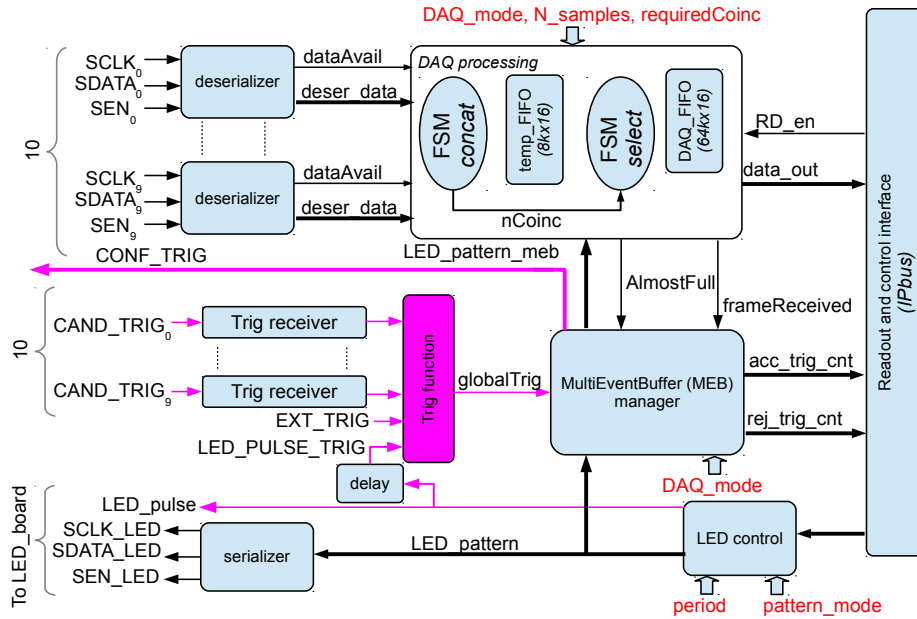 DAQ_mode, N_samples, requiredCoinc
SCLK0
SDATA0
SEN0
deserializer
dataAvail
deser_data
DAQ processing
FSM
concat
temp_FIFO
(8kx16)
FSM
select
DAQ_FIFO
(64kx16)
nCoinc
RD_en
data_out
10
SCLK9
SDATA9
SEN9
deserializer
dataAvail
deser_data
CONF_TRIG
LED_pattern_meb
AlmostFull
frameReceived
Readout and control interface
(IPbus)
10
CAND_TRIG0
Trig receiver
CAND_TRIG9
Trig receiver
EXT_TRIG
LED_PULSE_TRIG
Trig function
globalTrig
MultiEventBuffer (MEB)
manager
acc_trig_cnt
rej_trig_cnt
delay
DAQ_mode
To LED_board
LED_pulse
SCLK_LED
SDATA_LED
SEN_LED
serializer
LED_pattern
LED control
period
pattern_mode